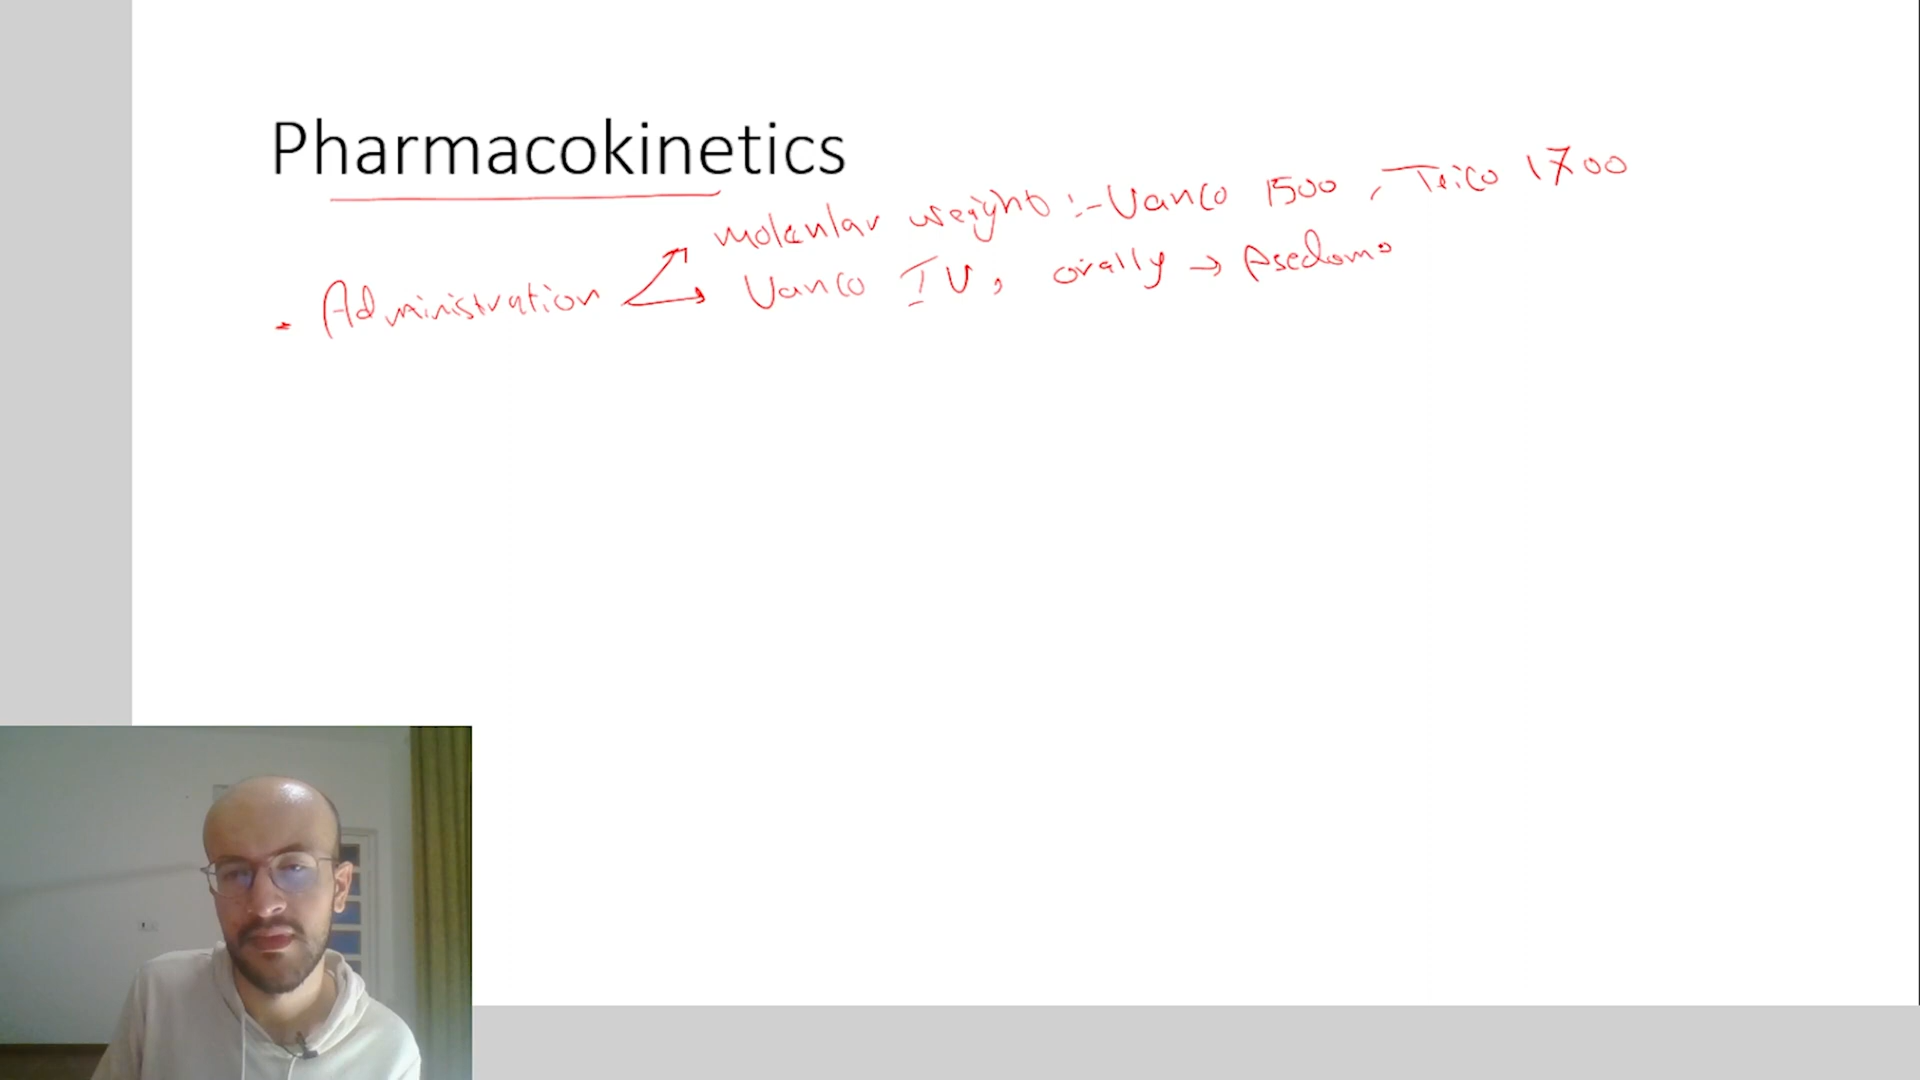 Pharmacokinetics
molecular weight :- Vanco 1500 , Teico 1700
• Administration
Vanco IV, orally → Psedomo